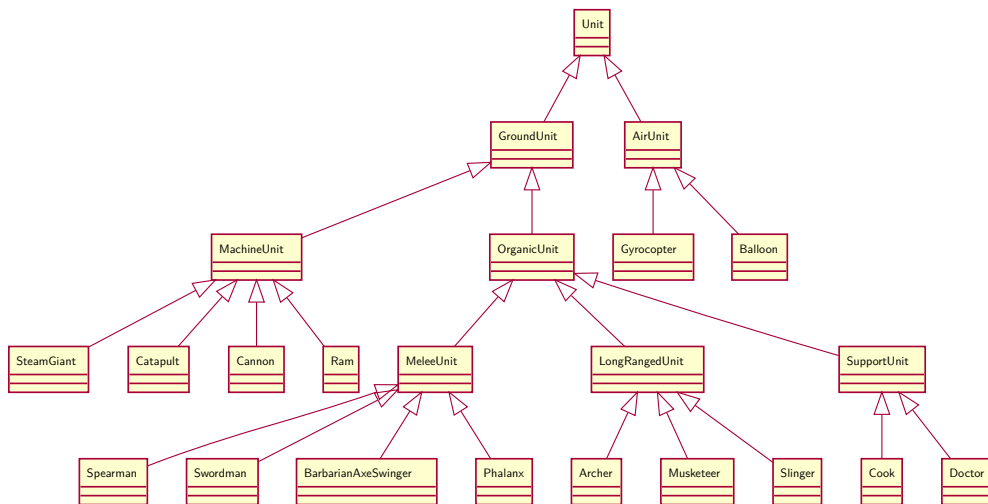 Unit
GroundUnit
AirUnit
MachineUnit
OrganicUnit
Gyrocopter
Balloon
SteamGiant
Catapult
Cannon
Ram
MeleeUnit
LongRangedUnit
SupportUnit
Spearman
Swordman
BarbarianAxeSwinger
Phalanx
Archer
Musketeer
Slinger
Cook
Doctor